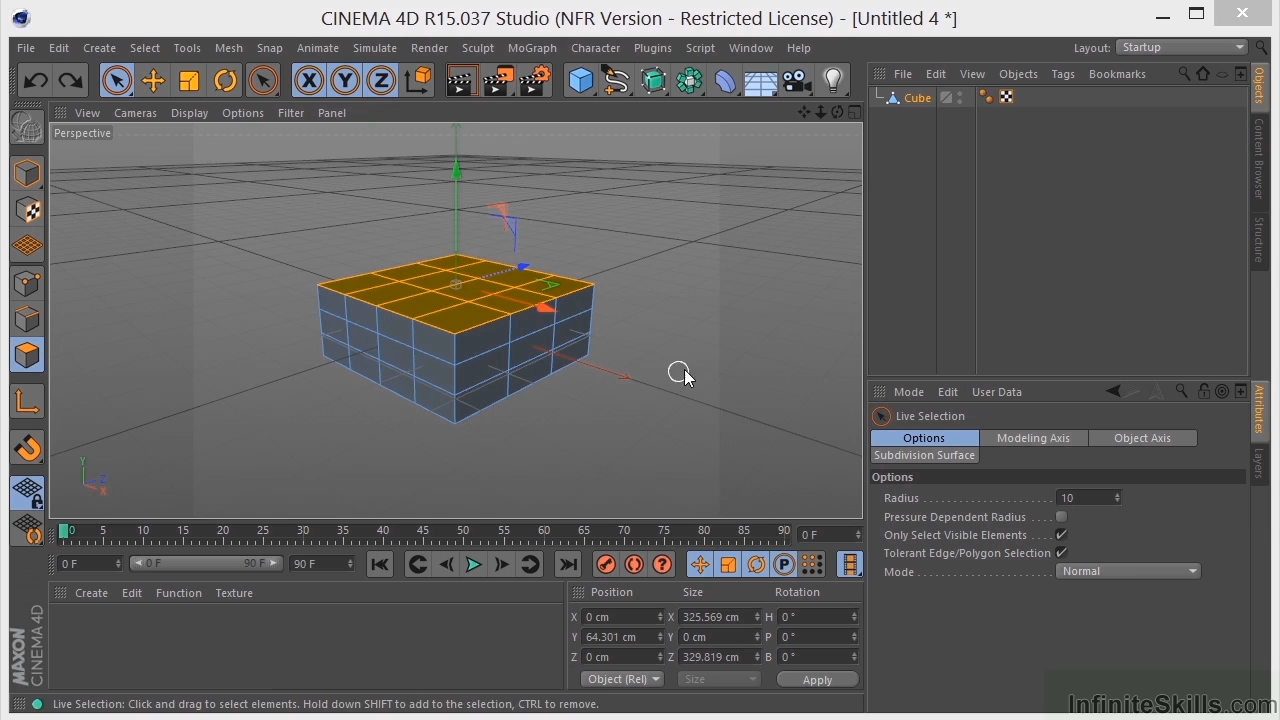 CINEMA 4D R15.037 Studio (NFR Version - Restricted License) - [Untitled 4 *]
File Edit Create Select Tools Mesh Snap Animate Simulate Render Sculpt MoGraph Character Plugins Script Window Help Layout: Startup
X Y Z
File Edit View Objects Tags Bookmarks
Cube
Objects
Content Browser
Structure
View Cameras Display Options Filter Panel
Perspective
Y
Z
X
Mode Edit User Data
Live Selection
Options Modeling Axis Object Axis
Subdivision Surface
Options
Radius 10
Pressure Dependent Radius
Only Select Visible Elements
Tolerant Edge/Polygon Selection
Mode Normal
Attributes
Layers
0 5 10 15 20 25 30 35 40 45 50 55 60 65 70 75 80 85 90 0 F
0 F 0 F 90 F 90 F P
Create Edit Function Texture
Position Size Rotation
X 0 cm X 325.569 cm H 0 °
Y 64.301 cm Y 0 cm P 0 °
Z 0 cm Z 329.819 cm B 0 °
Object (Rel) Size Apply
MAXON
CINEMA 4D
Live Selection: Click and drag to select elements. Hold down SHIFT to add to the selection, CTRL to remove.
InfiniteSkills.com